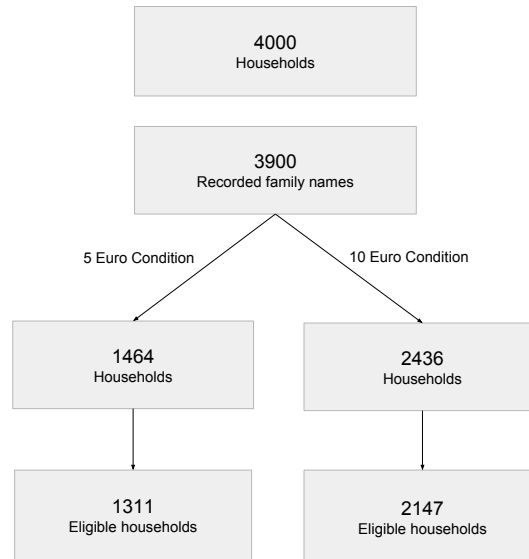 4000
Households
3900
Recorded family names
5 Euro Condition
10 Euro Condition
1464
Households
2436
Households
1311
Eligible households
2147
Eligible households